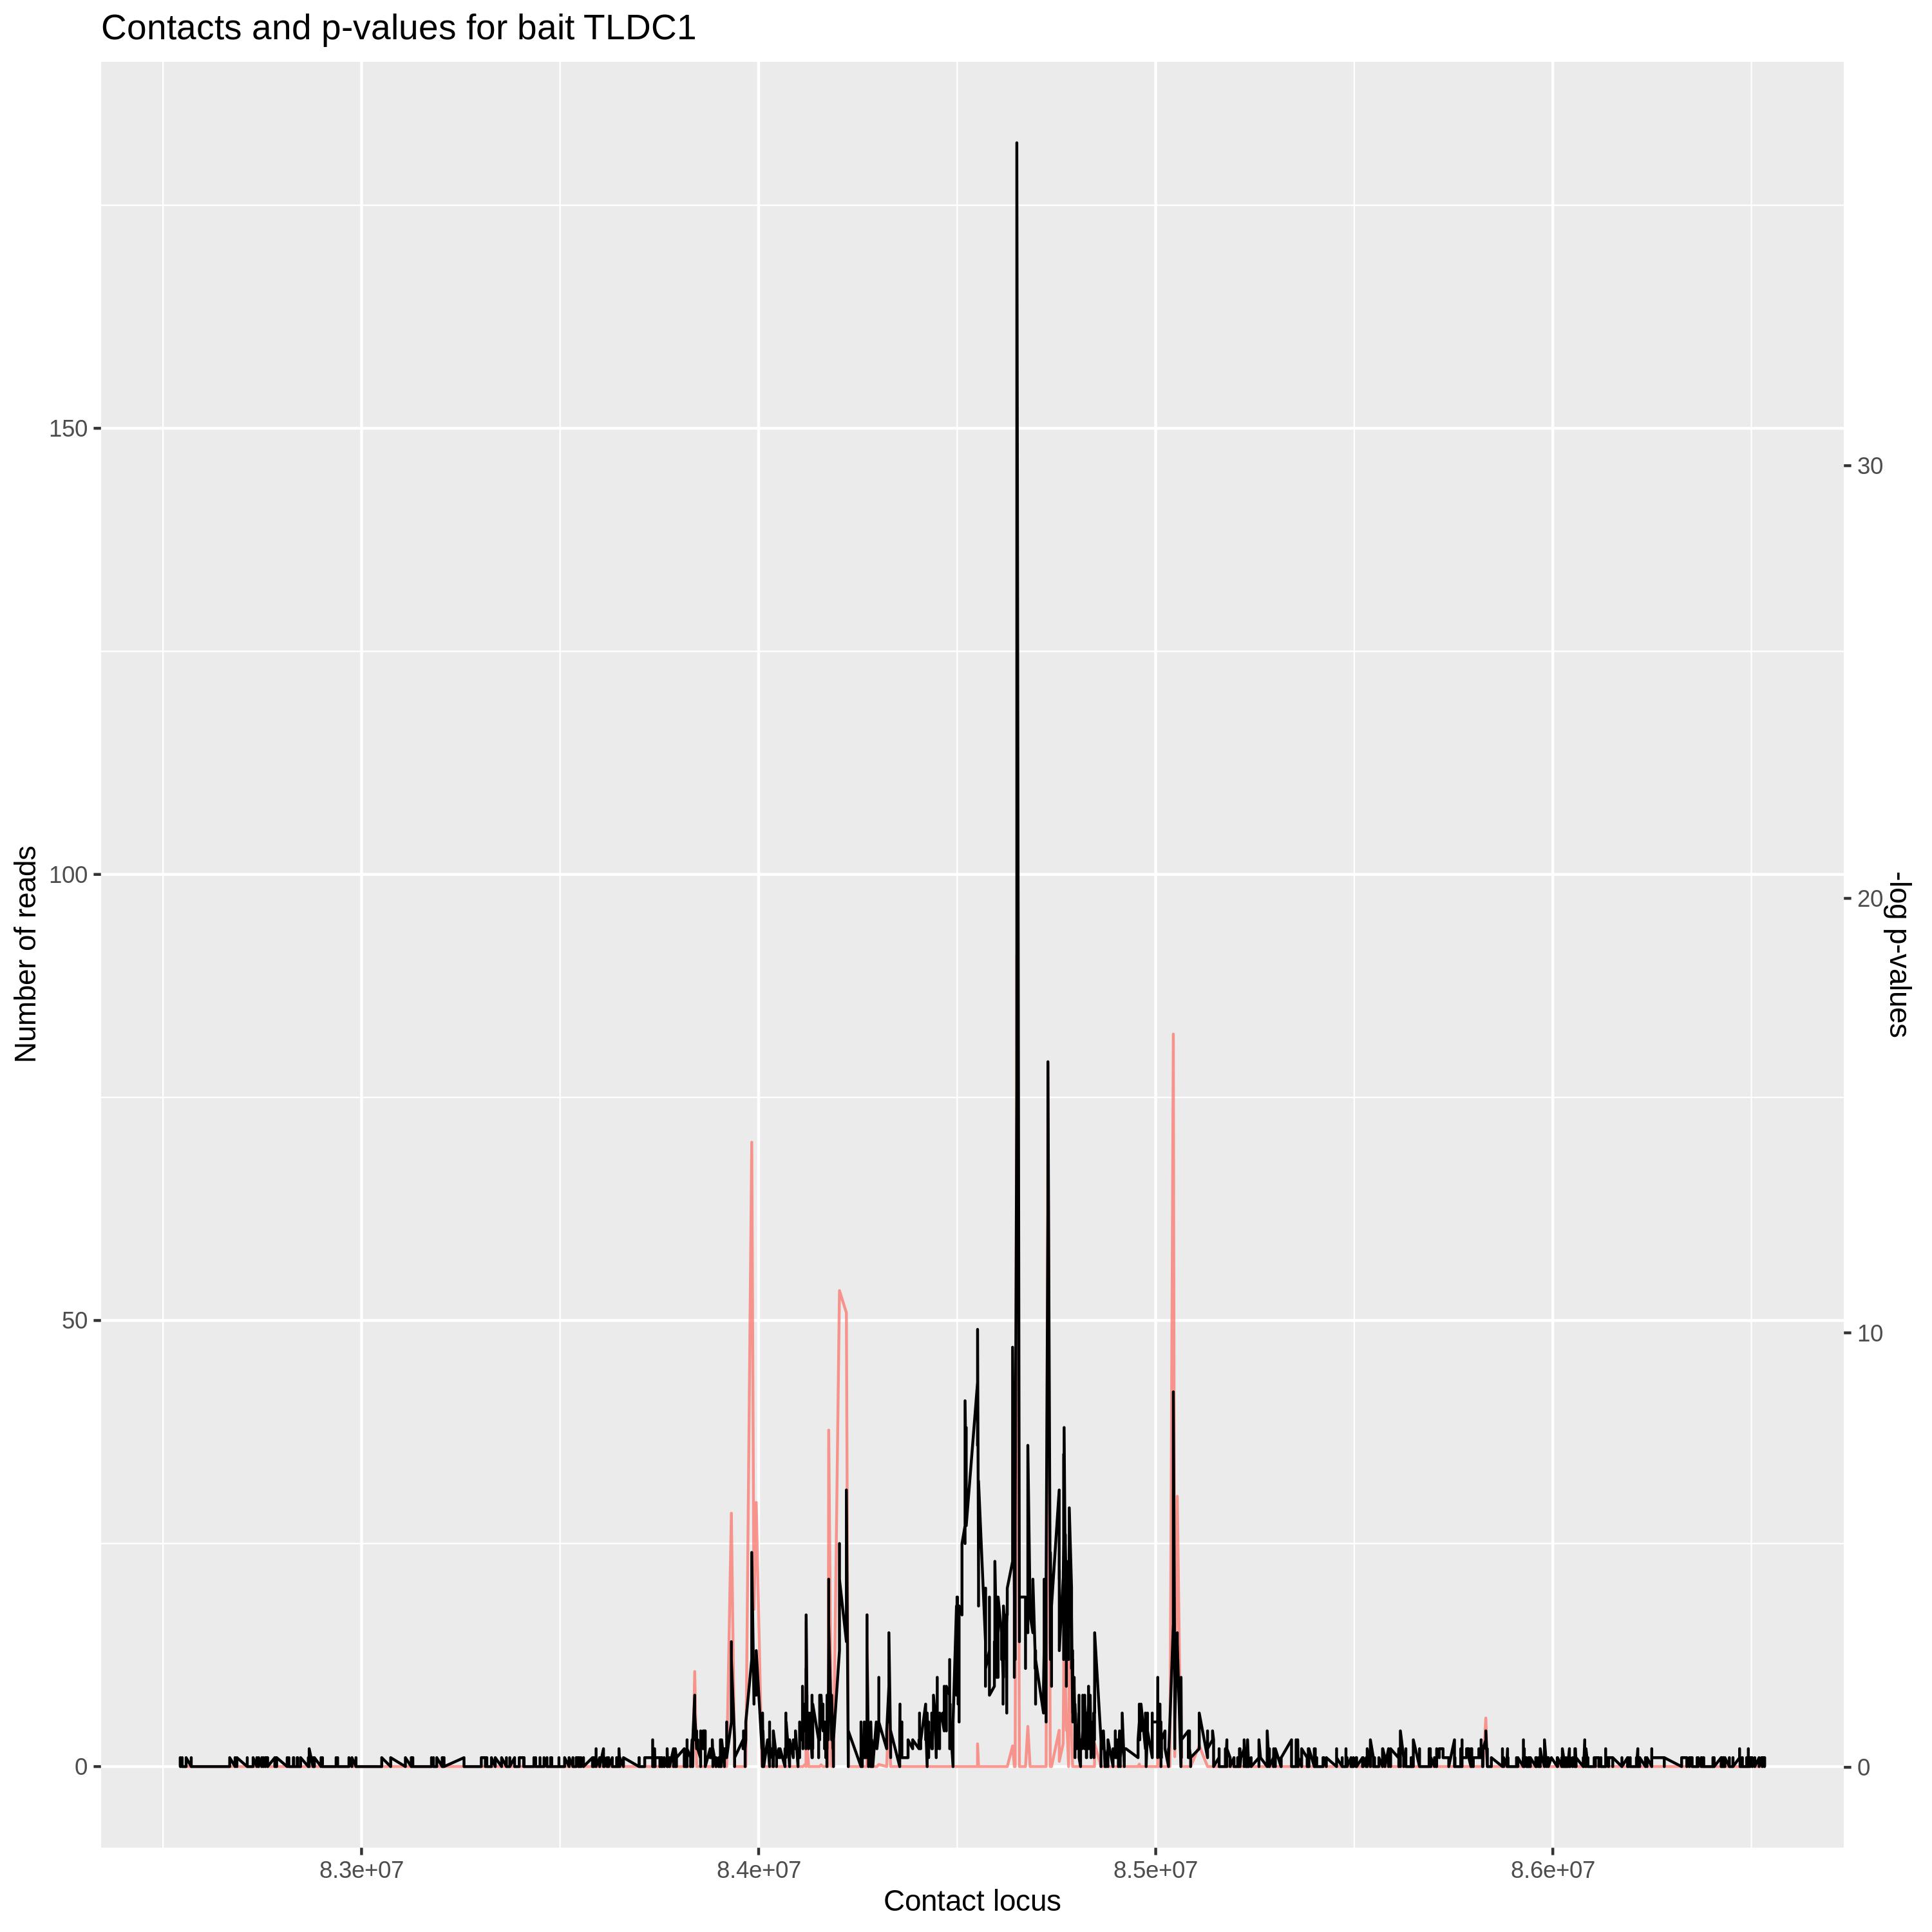 Contacts and p-values for bait TLDC1
150
100
50
0
30
20
10
0
Number of reads
-log p-values
8.3e+07 8.4e+07 8.5e+07 8.6e+07
Contact locus